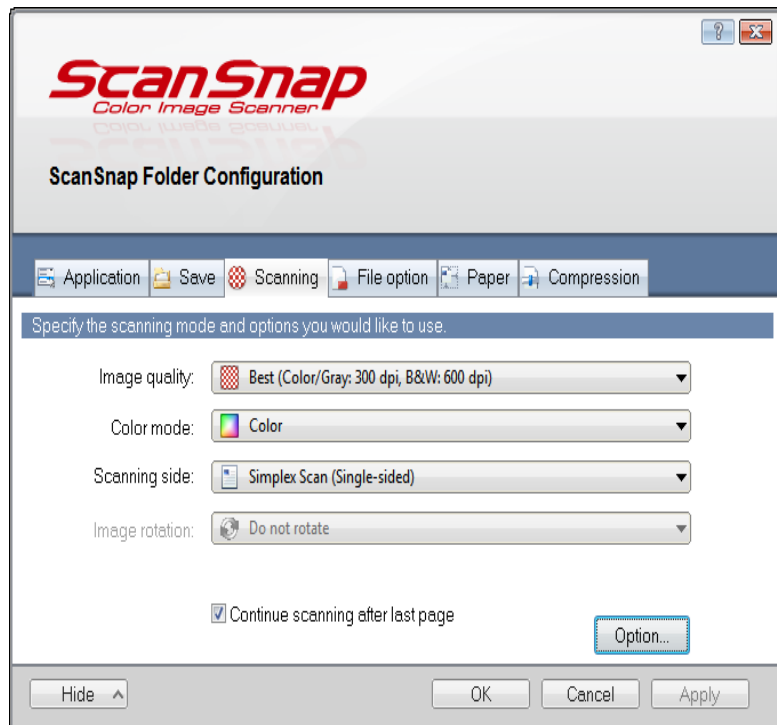 ?
ScanSnap
Color Image Scanner
ScanSnap Folder Configuration
Application Save Scanning File option Paper Compression
Specify the scanning mode and options you would like to use.
Image quality: Best (Color/Gray: 300 dpi, B&W: 600 dpi)
Color mode: Color
Scanning side: Simplex Scan (Single-sided)
Image rotation: Do not rotate
Continue scanning after last page
Option...
Hide OK Cancel Apply